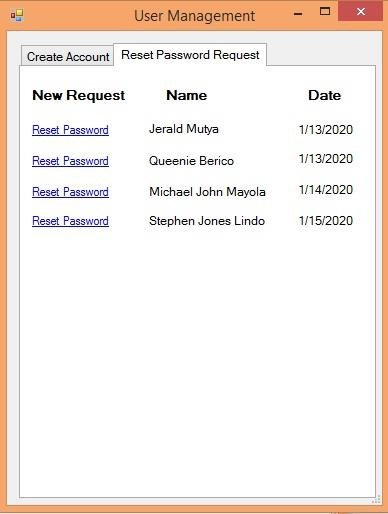 User Management
Create Account Reset Password Request
New Request Name Date
Reset Password Jerald Mutya 1/13/2020
Reset Password Queenie Berico 1/13/2020
Reset Password Michael John Mayola 1/14/2020
Reset Password Stephen Jones Lindo 1/15/2020